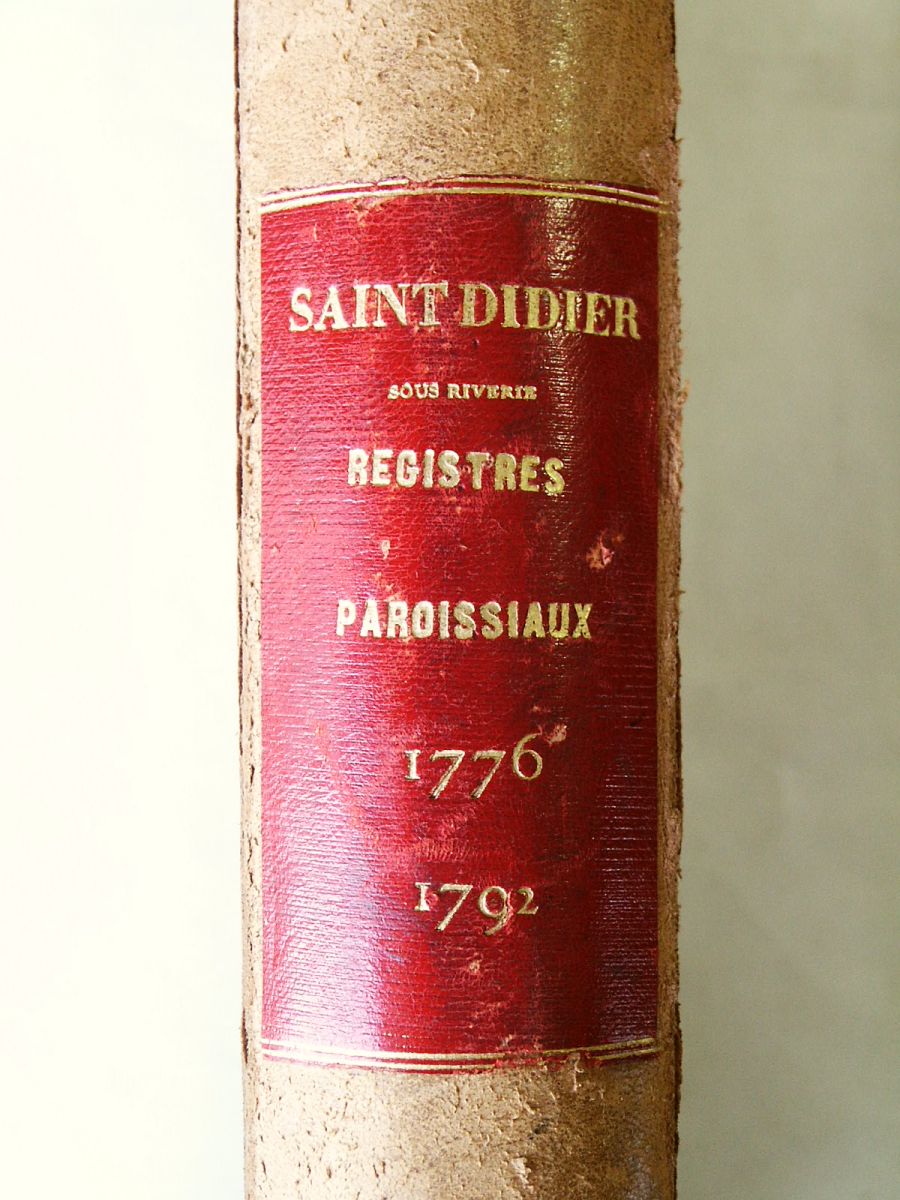 SAINT DIDIER
SOUS RIVERIE
REGISTRES
PAROISSIAUX
1776
1792